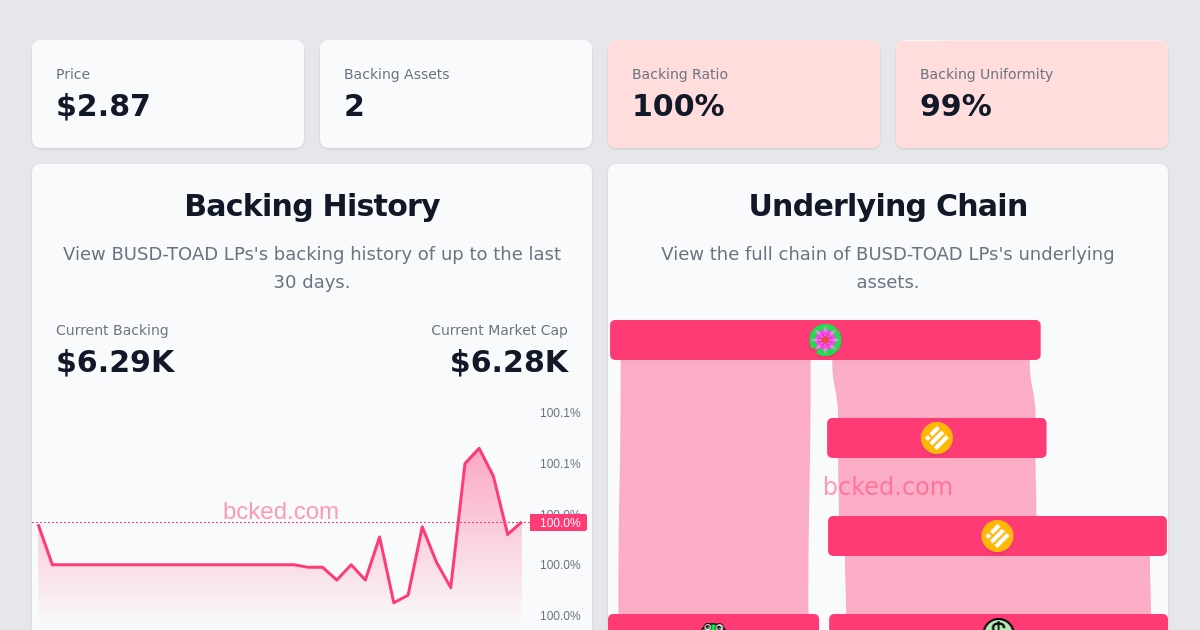 Price
$2.87
Backing Assets
2
Backing Ratio
100%
Backing Uniformity
99%
Backing History
View BUSD-TOAD LPs's backing history of up to the last
30 days.
Current Backing
$6.29K
Current Market Cap
$6.28K
100.1%
100.1%
100.0%
100.0%
100.0%
100.0%
bcked.com
Underlying Chain
View the full chain of BUSD-TOAD LPs's underlying
assets.
bcked.com